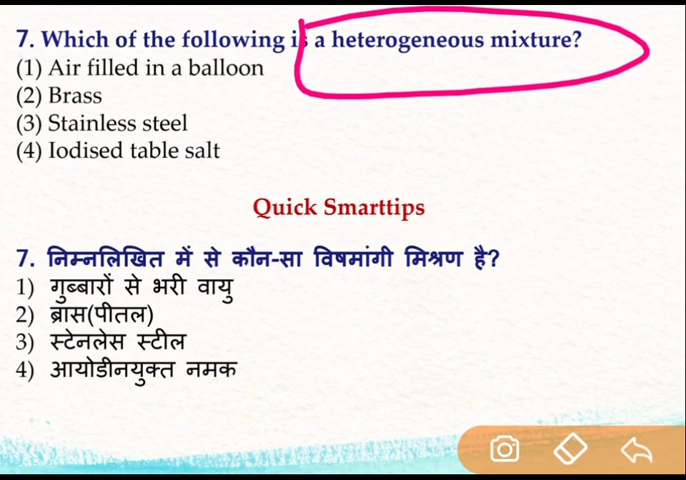 7. Which of the following is a heterogeneous mixture?
(1) Air filled in a balloon
(2) Brass
(3) Stainless steel
(4) Iodised table salt
Quick Smarttips
7. निम्नलिखित में से कौन-सा विषमांगी मिश्रण है?
1) गुब्बारों से भरी वायु
2) ब्रास(पीतल)
3) स्टेनलेस स्टील
4) आयोडीनयुक्त नमक